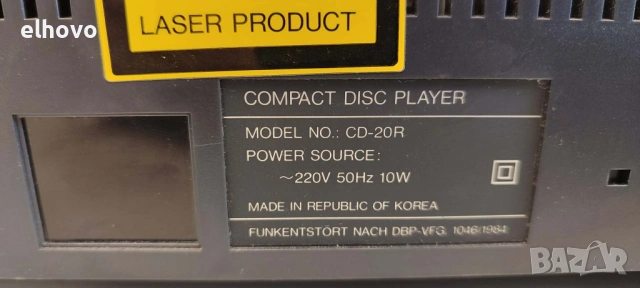 elhovo
LASER PRODUCT
COMPACT DISC PLAYER
MODEL NO.: CD-20R
POWER SOURCE:
~220V 50Hz 10W
MADE IN REPUBLIC OF KOREA
FUNKENTSTÖRT NACH DBP-VFG. 1046/1984
BAZAR